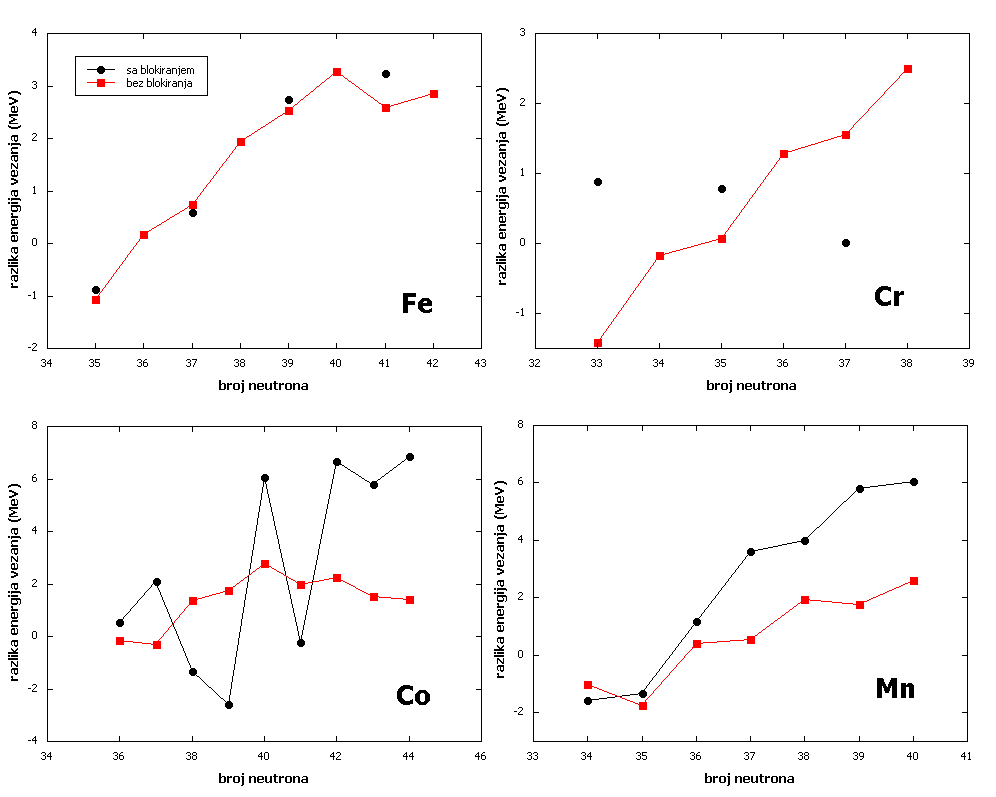 4
3
2
1
0
-1
-2
34 35 36 37 38 39 40 41 42 43
razlika energija vezanja (MeV)
broj neutrona
sa blokiranjem
bez blokiranja
Fe
3
2
1
0
-1
32 33 34 35 36 37 38 39
razlika energija vezanja (MeV)
broj neutrona
Cr
8
6
4
2
0
-2
-4
34 36 38 40 42 44 46
razlika energija vezanja (MeV)
broj neutrona
Co
8
6
4
2
0
-2
33 34 35 36 37 38 39 40 41
razlika energija vezanja (MeV)
broj neutrona
Mn